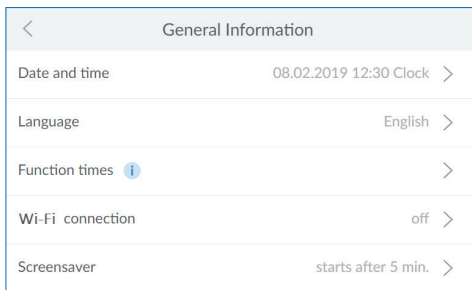 General Information
Date and time 08.02.2019 12:30 Clock
Language English
Function times i
Wi-Fi connection off
Screensaver starts after 5 min.